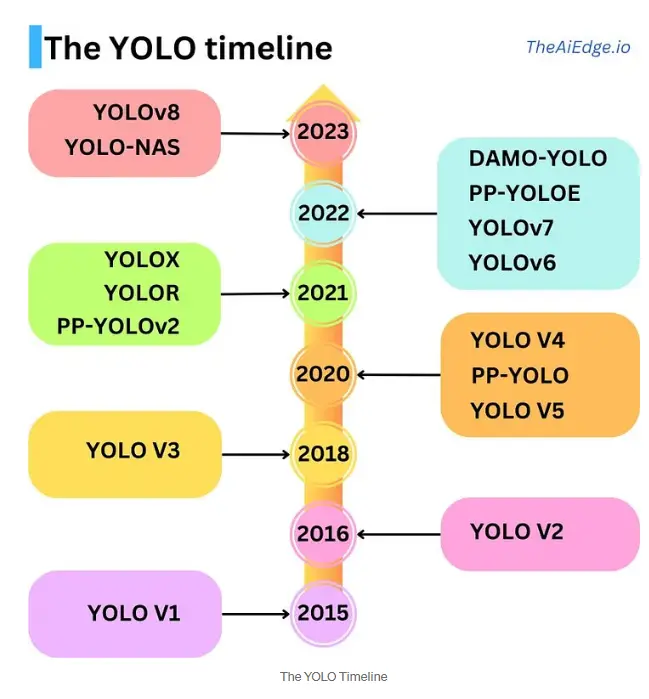 The YOLO timeline
TheAiEdge.io
YOLOv8
YOLO-NAS
2023
DAMO-YOLO
PP-YOLOE
YOLOv7
YOLOv6
2022
YOLOX
YOLOR
PP-YOLOv2
2021
YOLO V4
PP-YOLO
YOLO V5
2020
YOLO V3
2018
YOLO V2
2016
YOLO V1
2015
The YOLO Timeline